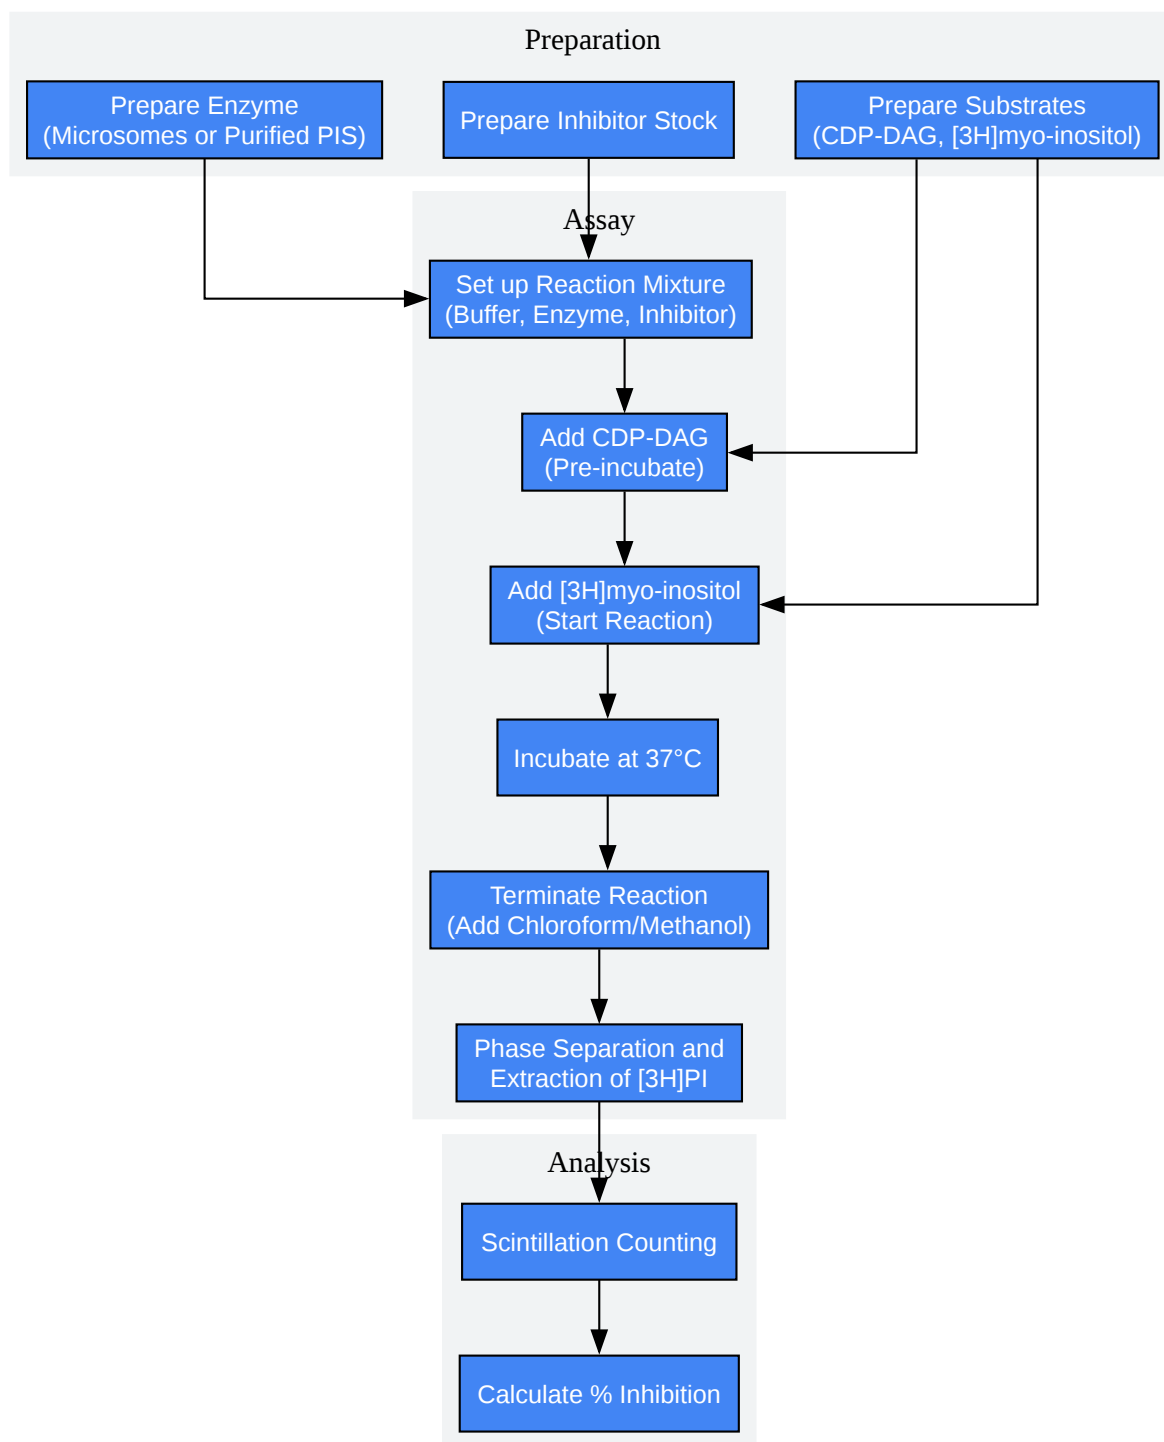 Preparation
Prepare Enzyme
(Microsomes or Purified PIS)
Prepare Inhibitor Stock
Prepare Substrates
(CDP-DAG, [3H]myo-inositol)
Assay
Set up Reaction Mixture
(Buffer, Enzyme, Inhibitor)
Add CDP-DAG
(Pre-incubate)
Add [3H]myo-inositol
(Start Reaction)
Incubate at 37°C
Terminate Reaction
(Add Chloroform/Methanol)
Phase Separation and
Extraction of [3H]PI
Analysis
Scintillation Counting
Calculate % Inhibition